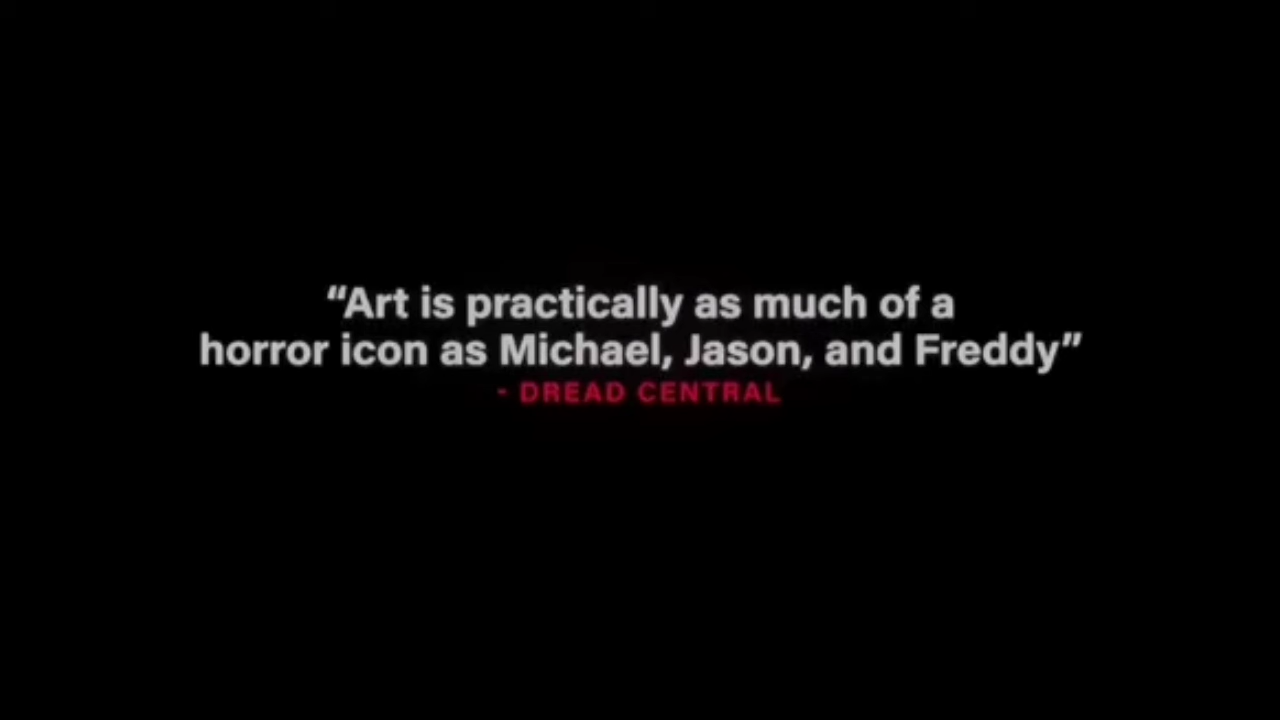 “Art is practically as much of a
horror icon as Michael, Jason, and Freddy”
- DREAD CENTRAL